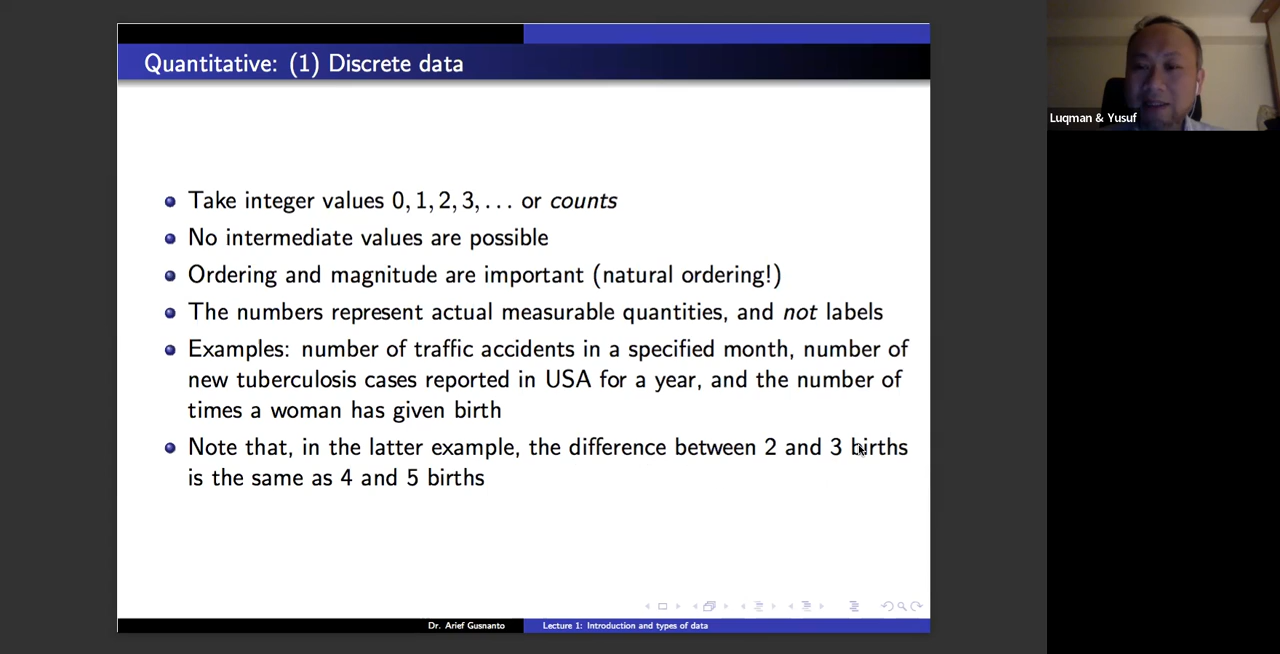 Quantitative: (1) Discrete data
Take integer values 0, 1, 2, 3, . . . or counts
No intermediate values are possible
Ordering and magnitude are important (natural ordering!)
The numbers represent actual measurable quantities, and not labels
Examples: number of traffic accidents in a specified month, number of
new tuberculosis cases reported in USA for a year, and the number of
times a woman has given birth
Note that, in the latter example, the difference between 2 and 3 births
is the same as 4 and 5 births
Dr. Arief Gusnanto
Lecture 1: Introduction and types of data
Luqman & Yusuf